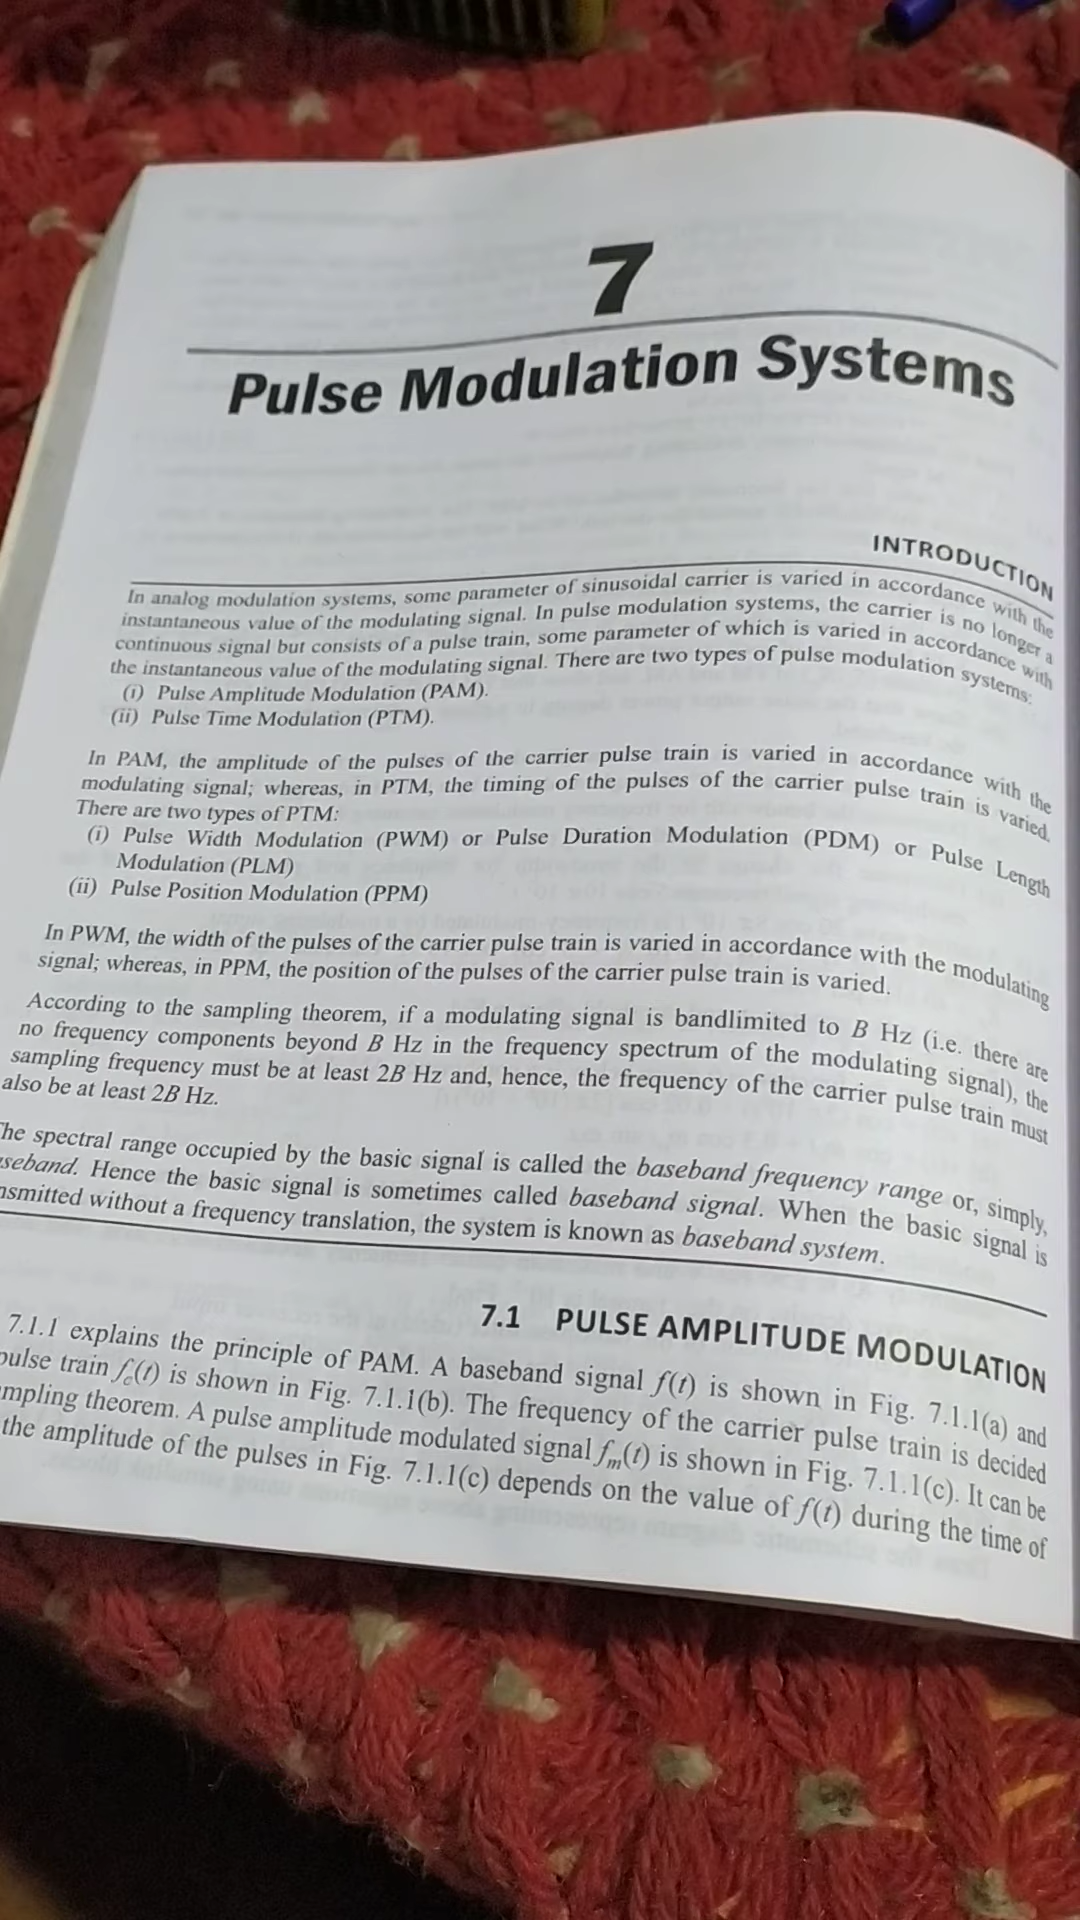 7
Pulse Modulation Systems
INTRODUCTION
In analog modulation systems, some parameter of sinusoidal carrier is varied in accordance with the
instantaneous value of the modulating signal. In pulse modulation systems, the carrier is no longer a
continuous signal but consists of a pulse train, some parameter of which is varied in accordance with
the instantaneous value of the modulating signal. There are two types of pulse modulation systems:
(i) Pulse Amplitude Modulation (PAM).
(ii) Pulse Time Modulation (PTM).
In PAM, the amplitude of the pulses of the carrier pulse train is varied in accordance with the
modulating signal; whereas, in PTM, the timing of the pulses of the carrier pulse train is varied.
There are two types of PTM:
(i) Pulse Width Modulation (PWM) or Pulse Duration Modulation (PDM) or Pulse Length
Modulation (PLM)
(ii) Pulse Position Modulation (PPM)
In PWM, the width of the pulses of the carrier pulse train is varied in accordance with the modulating
signal; whereas, in PPM, the position of the pulses of the carrier pulse train is varied.
According to the sampling theorem, if a modulating signal is bandlimited to B Hz (i.e. there are
no frequency components beyond B Hz in the frequency spectrum of the modulating signal), the
sampling frequency must be at least 2B Hz and, hence, the frequency of the carrier pulse train must
also be at least 2B Hz.
he spectral range occupied by the basic signal is called the baseband frequency range or, simply,
seband. Hence the basic signal is sometimes called baseband signal. When the basic signal is
nsmitted without a frequency translation, the system is known as baseband system.
7.1 PULSE AMPLITUDE MODULATION
7.1.1 explains the principle of PAM. A baseband signal f(t) is shown in Fig. 7.1.1(a) and
pulse train fc(t) is shown in Fig. 7.1.1(b). The frequency of the carrier pulse train is decided
mpling theorem. A pulse amplitude modulated signal fm(t) is shown in Fig. 7.1.1(c). It can be
the amplitude of the pulses in Fig. 7.1.1(c) depends on the value of f(t) during the time of